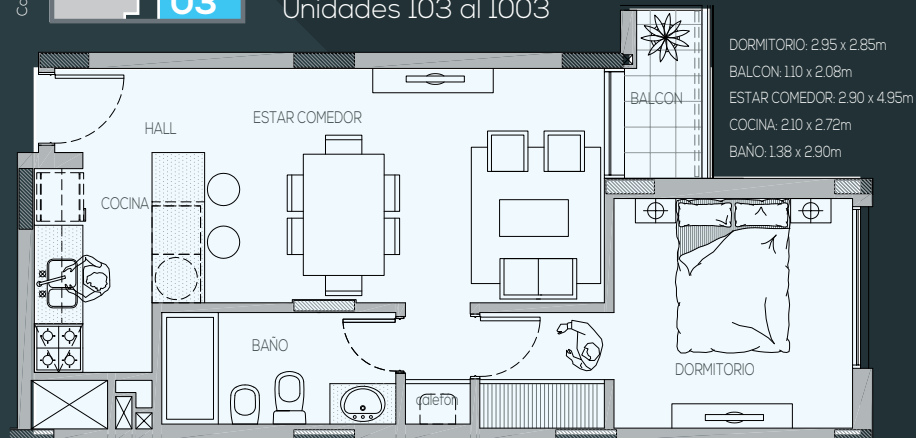 03
Unidades 103 al 1003
DORMITORIO: 2.95 x 2.85m
BALCON: 1.10 x 2.08m
ESTAR COMEDOR: 2.90 x 4.95m
COCINA: 2.10 x 2.72m
BAÑO: 1.38 x 2.90m
BALCON
HALL
ESTAR COMEDOR
COCINA
BAÑO
DORMITORIO
calefón